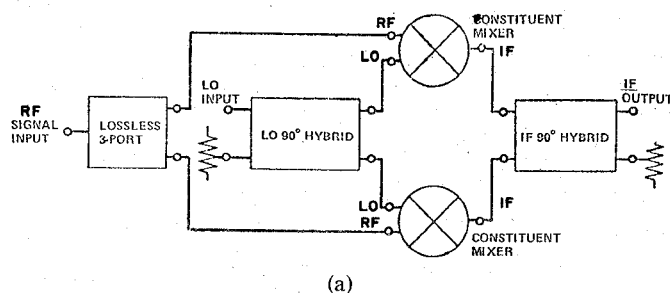 RF
SIGNAL
INPUT
LOSSLESS
3-PORT
LO
INPUT
LO 90° HYBRID
RF
LO
CONSTITUENT
MIXER
IF
LO
RF
IF
CONSTITUENT
MIXER
IF 90° HYBRID
IF
OUTPUT
(a)